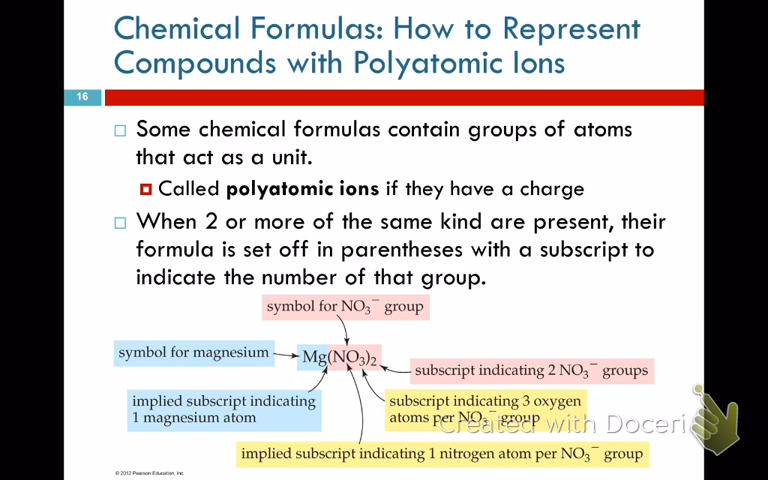 Chemical Formulas: How to Represent
Compounds with Polyatomic Ions
16
Some chemical formulas contain groups of atoms
that act as a unit.
Called polyatomic ions if they have a charge
When 2 or more of the same kind are present, their
formula is set off in parentheses with a subscript to
indicate the number of that group.
symbol for NO₃⁻ group
symbol for magnesium
Mg(NO₃)₂
subscript indicating 2 NO₃⁻ groups
implied subscript indicating
1 magnesium atom
subscript indicating 3 oxygen
atoms per NO₃⁻ group
Created with Doceri
implied subscript indicating 1 nitrogen atom per NO₃⁻ group
© 2012 Pearson Education, Inc.